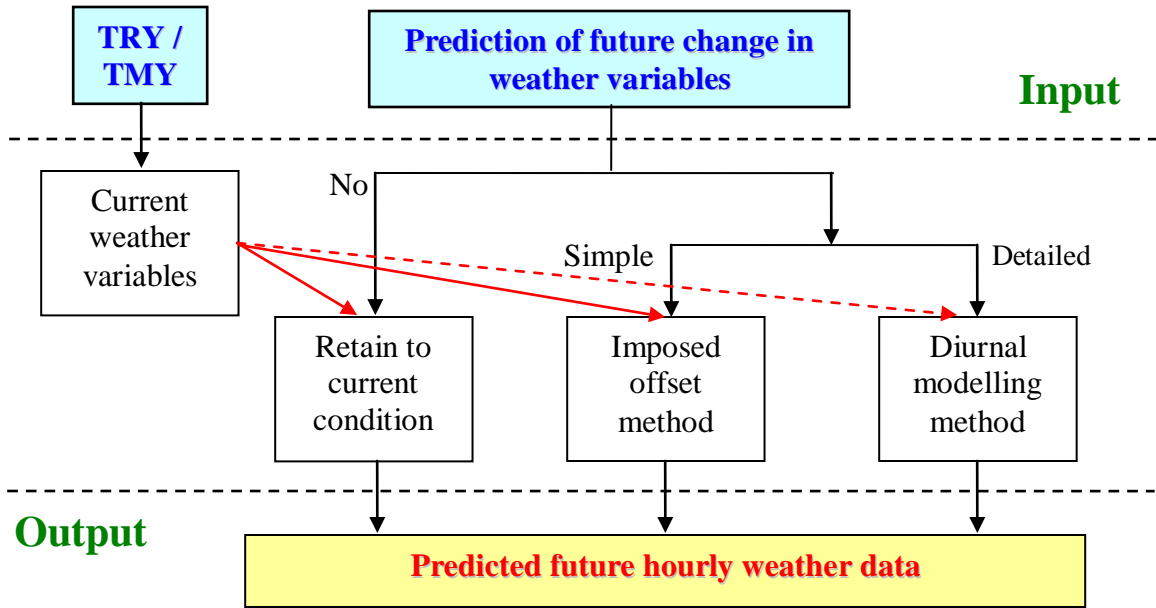 TRY /
TMY
Prediction of future change in
weather variables
Input
Current
weather
variables
No
Simple
Detailed
Retain to
current
condition
Imposed
offset
method
Diurnal
modelling
method
Output
Predicted future hourly weather data